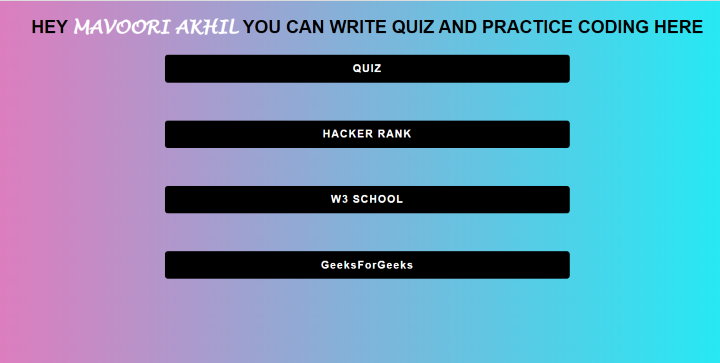 HEY MAVOORI AKHIL YOU CAN WRITE QUIZ AND PRACTICE CODING HERE
QUIZ
HACKER RANK
W3 SCHOOL
GeeksForGeeks